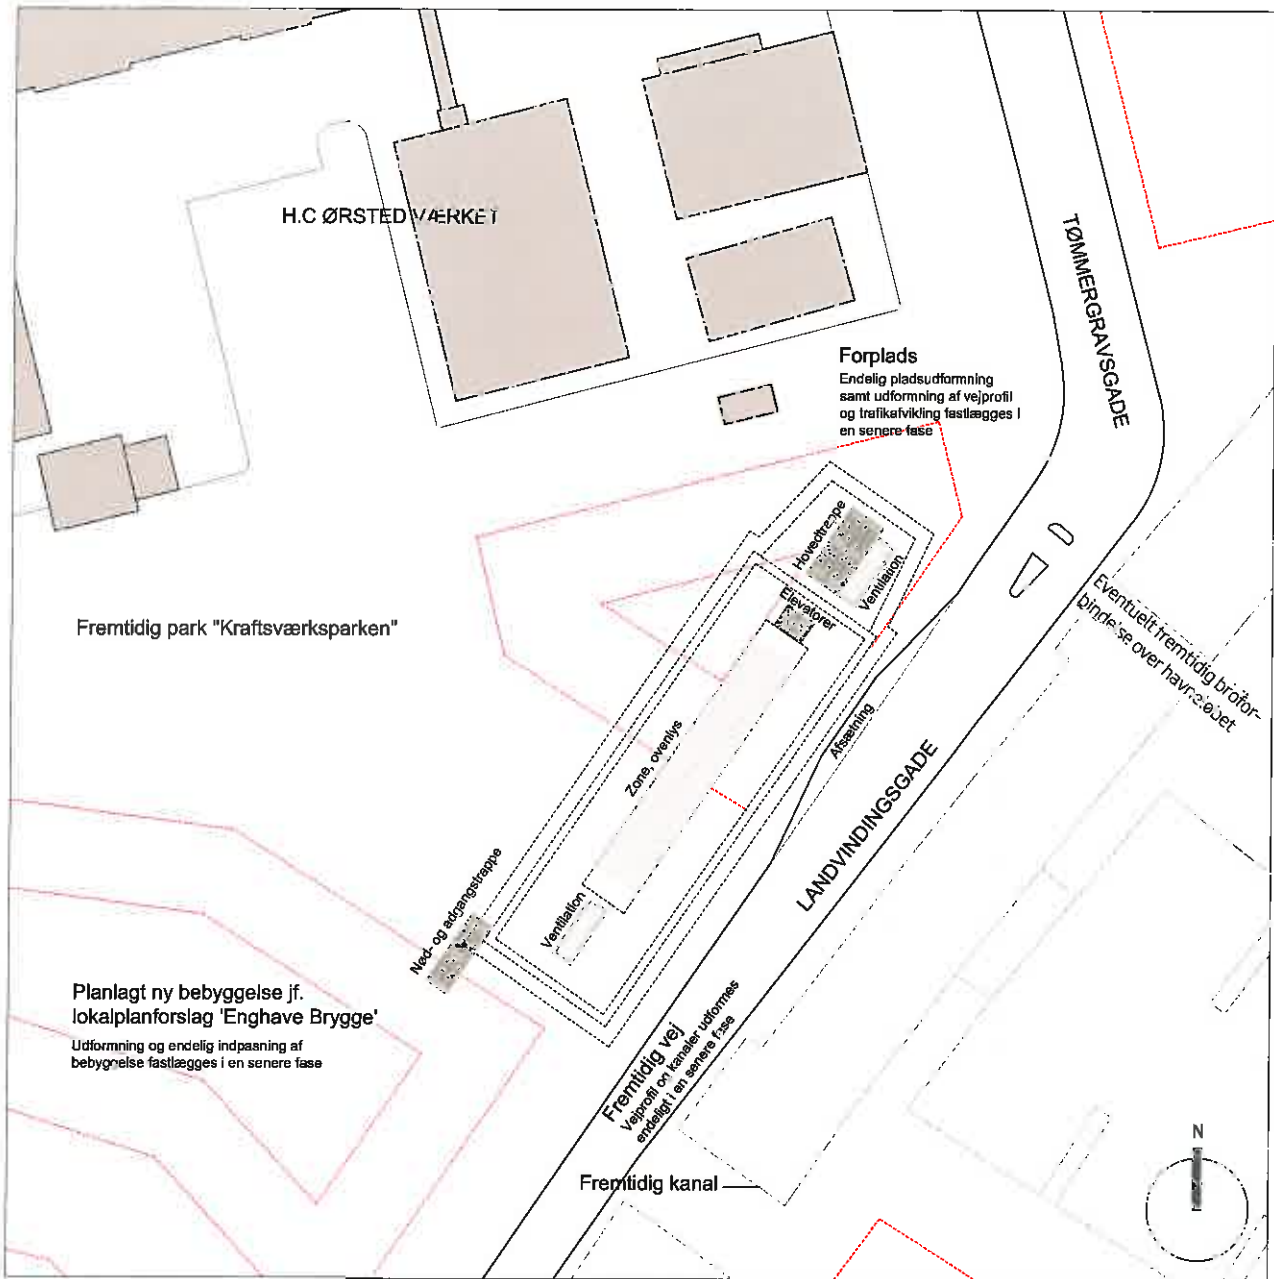 H.C ØRSTED VÆRKET
TØMMERGRAVSGADE
Forplads
Endelig pladsudformning
samt udformning af vejprofil
og trafikafvikling fastlægges i
en senere fase
Hovedtrappe
Ventilation
Elevatorer
Eventuelt fremtidig brofor-
bindelse over havneløbet
Fremtidig park "Kraftsværksparken"
Zone, ovenlys
Afsætning
LANDVINDINGSGADE
Nød- og adgangstrappe
Ventilation
Planlagt ny bebyggelse jf.
lokalplanforslag 'Enghave Brygge'
Udformning og endelig indpasning af
bebyggelse fastlægges i en senere fase
Fremtidig vej
Vejprofil og kanaler udformes
endeligt i en senere fase
Fremtidig kanal
N